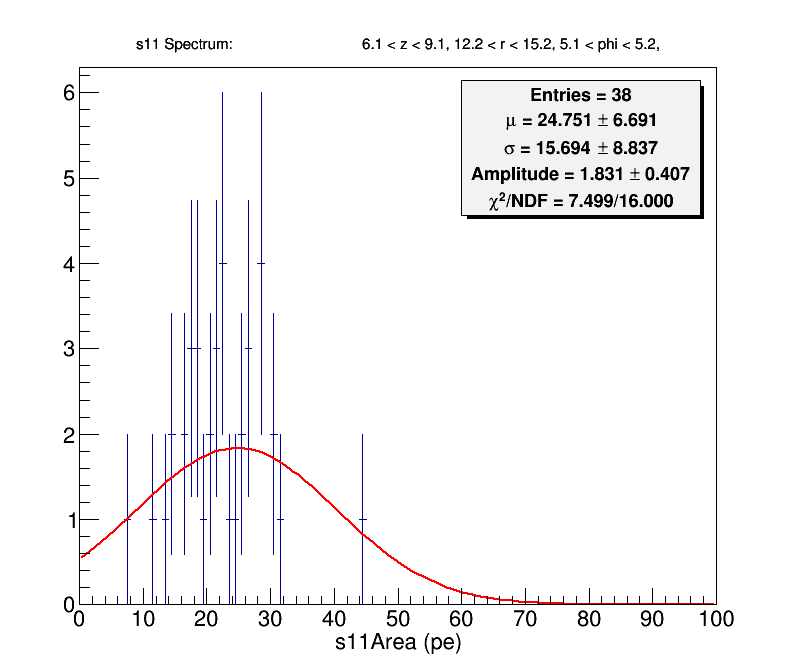 s11 Spectrum: 6.1 < z < 9.1, 12.2 < r < 15.2, 5.1 < phi < 5.2,
Entries = 38
μ = 24.751 ± 6.691
σ = 15.694 ± 8.837
Amplitude = 1.831 ± 0.407
χ²/NDF = 7.499/16.000
6
5
4
3
2
1
0
0 10 20 30 40 50 60 70 80 90 100
s11Area (pe)